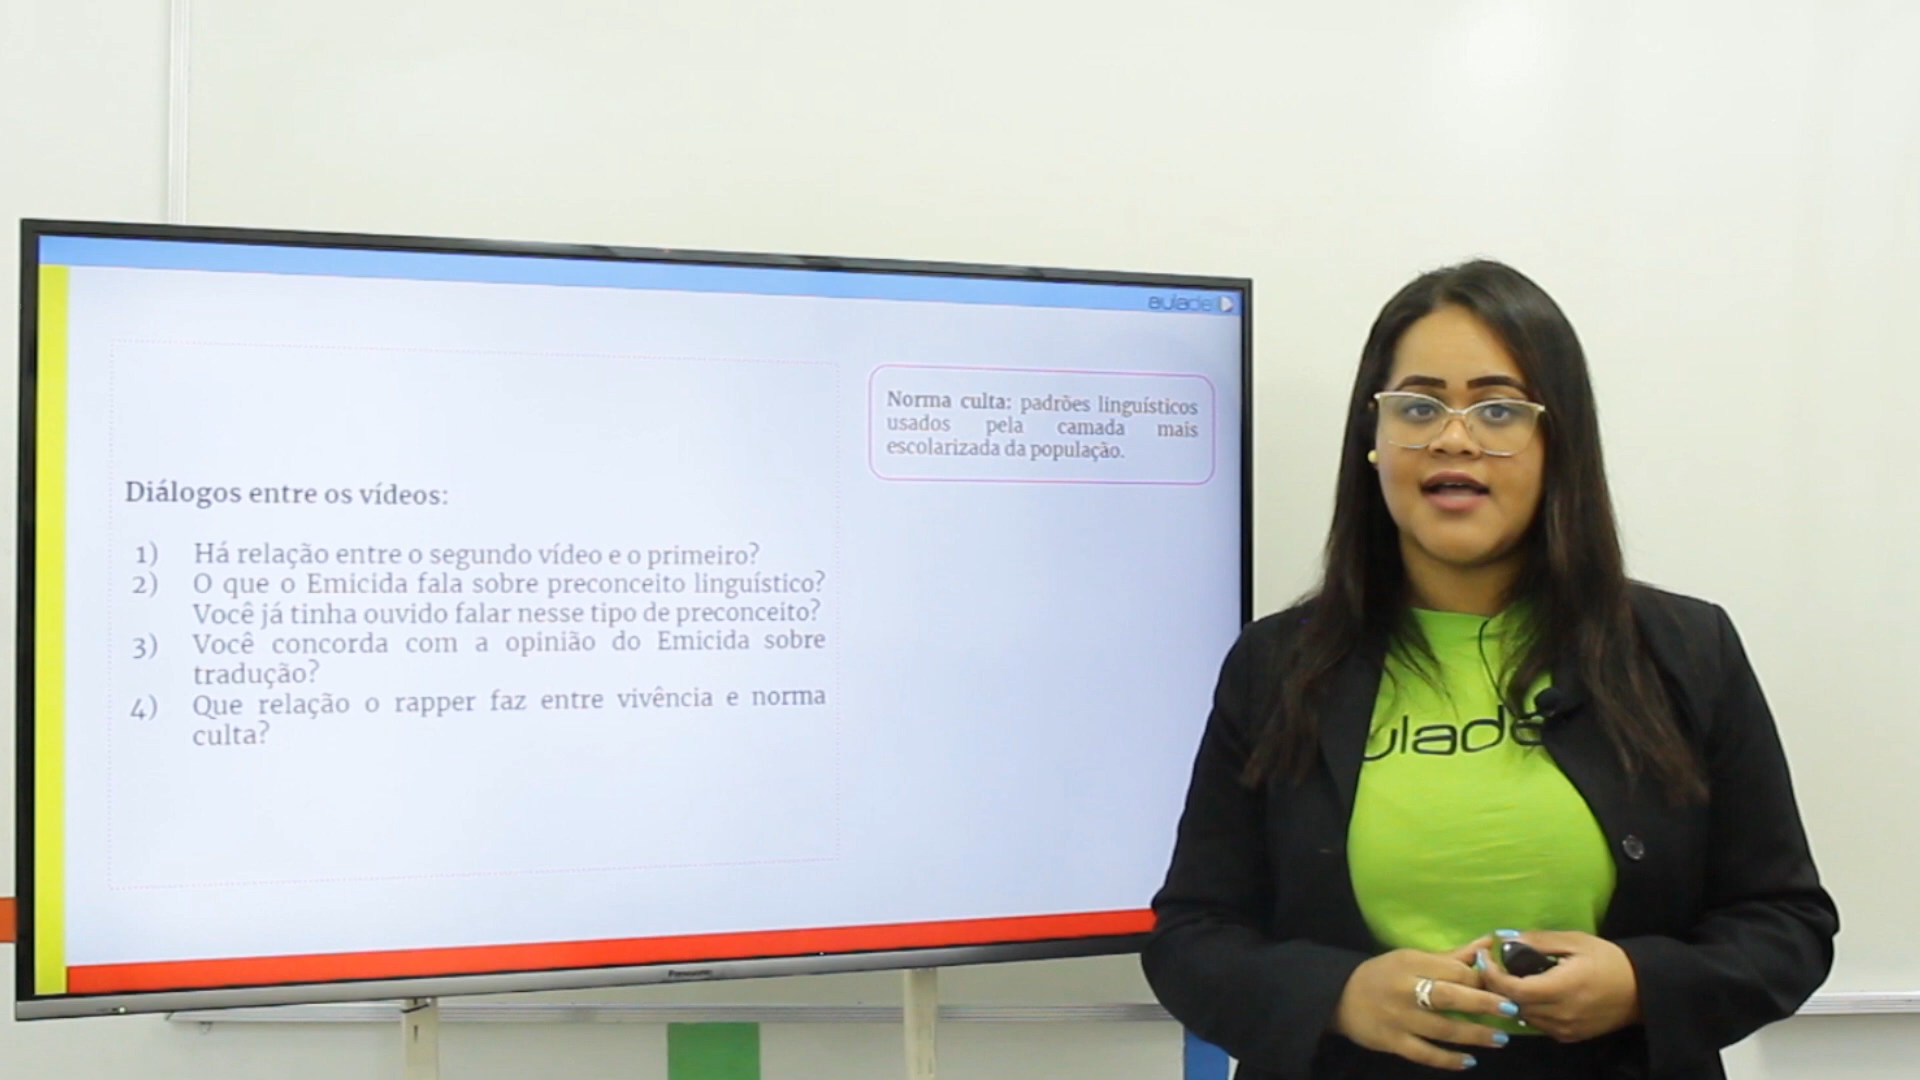 aulade
Norma culta: padrões linguísticos
usados pela camada mais
escolarizada da população.
Diálogos entre os vídeos:
1) Há relação entre o segundo vídeo e o primeiro?
2) O que o Emicida fala sobre preconceito linguístico?
Você já tinha ouvido falar nesse tipo de preconceito?
3) Você concorda com a opinião do Emicida sobre
tradução?
4) Que relação o rapper faz entre vivência e norma
culta?
Panasonic
ulade